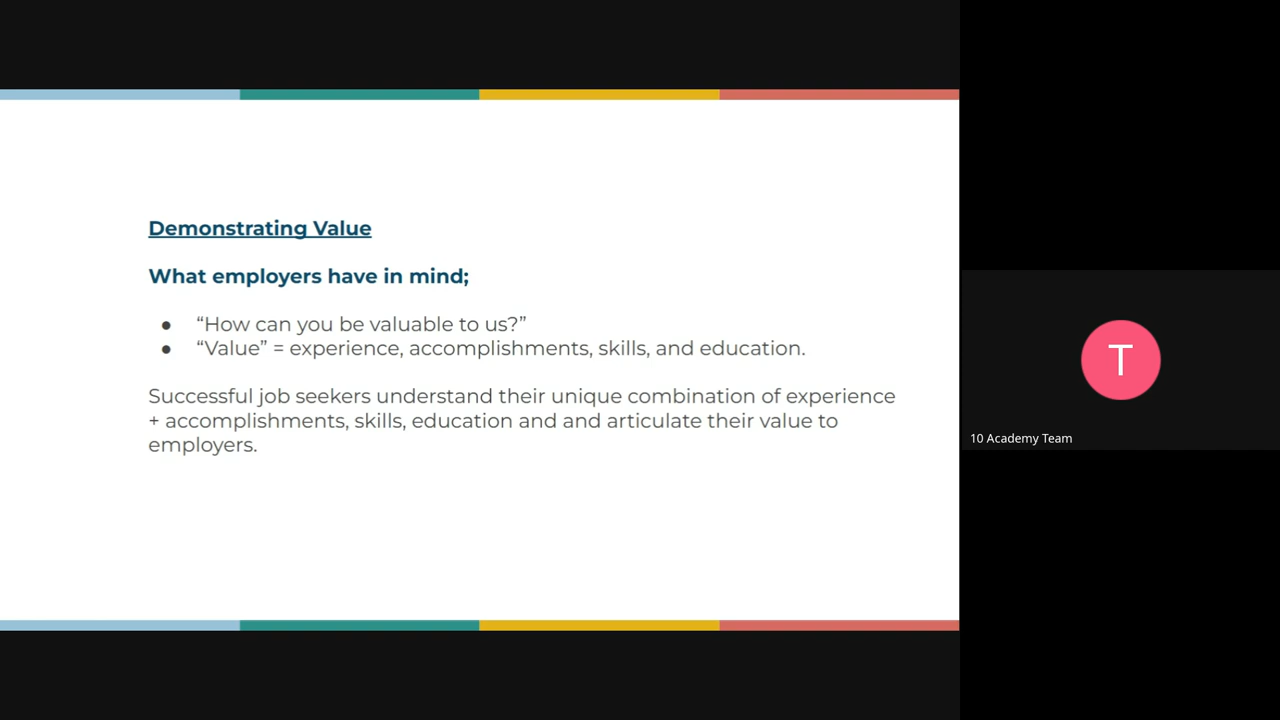 Demonstrating Value
What employers have in mind;
● “How can you be valuable to us?”
● “Value” = experience, accomplishments, skills, and education.
Successful job seekers understand their unique combination of experience
+ accomplishments, skills, education and and articulate their value to
employers.
T
10 Academy Team